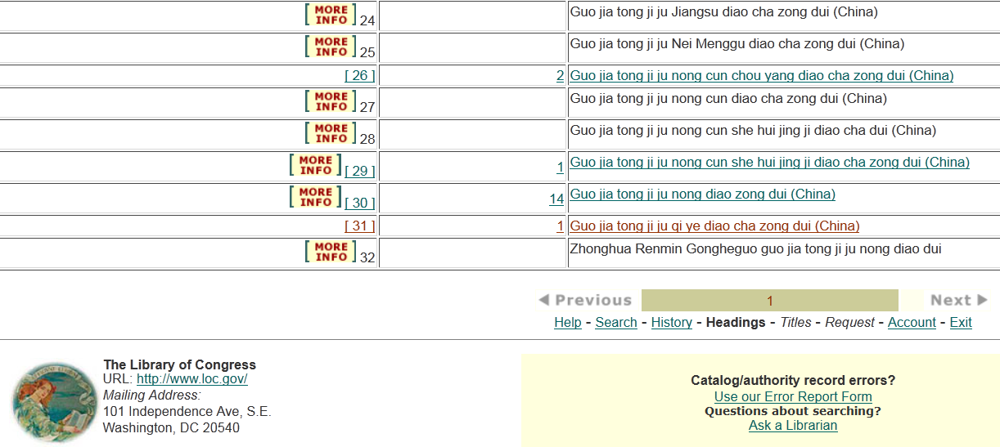 [ MORE INFO ] 24 Guo jia tong ji ju Jiangsu diao cha zong dui (China)
[ MORE INFO ] 25 Guo jia tong ji ju Nei Menggu diao cha zong dui (China)
[ 26 ] 2 Guo jia tong ji ju nong cun chou yang diao cha zong dui (China)
[ MORE INFO ] 27 Guo jia tong ji ju nong cun diao cha zong dui (China)
[ MORE INFO ] 28 Guo jia tong ji ju nong cun she hui jing ji diao cha dui (China)
[ MORE INFO ] [ 29 ] 1 Guo jia tong ji ju nong cun she hui jing ji diao cha zong dui (China)
[ MORE INFO ] [ 30 ] 14 Guo jia tong ji ju nong diao zong dui (China)
[ 31 ] 1 Guo jia tong ji ju qi ye diao cha zong dui (China)
[ MORE INFO ] 32 Zhonghua Renmin Gongheguo guo jia tong ji ju nong diao dui
◀ Previous 1 Next ▶
Help - Search - History - Headings - Titles - Request - Account - Exit
The Library of Congress
URL: http://www.loc.gov/
Mailing Address:
101 Independence Ave, S.E.
Washington, DC 20540
Catalog/authority record errors?
Use our Error Report Form
Questions about searching?
Ask a Librarian